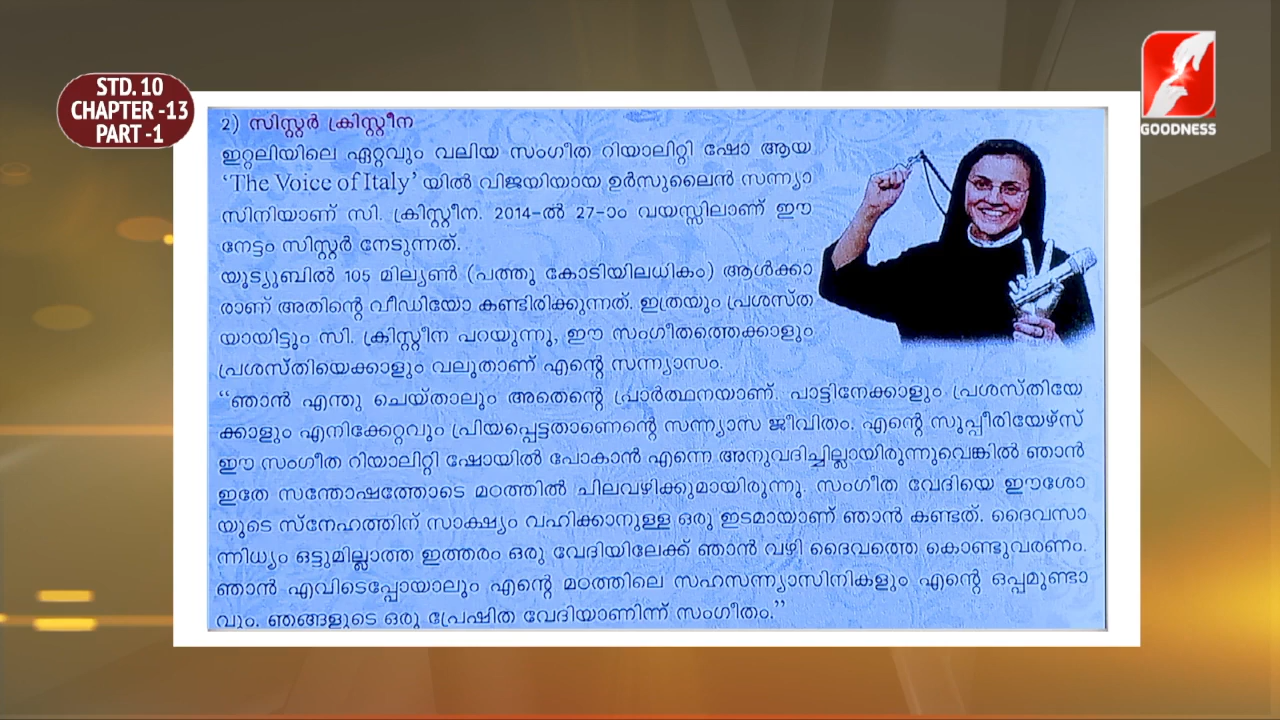 STD. 10
CHAPTER -13
PART -1
GOODNESS
2) സിസ്റ്റർ ക്രിസ്റ്റീന
ഇറ്റലിയിലെ ഏറ്റവും വലിയ സംഗീത റിയാലിറ്റി ഷോ ആയ
‘The Voice of Italy’ യിൽ വിജയിയായ ഉർസുലൈൻ സന്ന്യാ
സിനിയാണ് സി. ക്രിസ്റ്റീന. 2014-ൽ 27-ാം വയസ്സിലാണ് ഈ
നേട്ടം സിസ്റ്റർ നേടുന്നത്.
യൂട്യുബിൽ 105 മില്യൺ (പത്തു കോടിയിലധികം) ആൾക്കാ
രാണ് അതിന്റെ വീഡിയോ കണ്ടിരിക്കുന്നത്. ഇത്രയും പ്രശസ്ത
യായിട്ടും സി. ക്രിസ്റ്റീന പറയുന്നു, ഈ സംഗീതത്തെക്കാളും
പ്രശസ്തിയെക്കാളും വലുതാണ് എന്റെ സന്ന്യാസം.
“ഞാൻ എന്തു ചെയ്താലും അതെന്റെ പ്രാർത്ഥനയാണ്. പാട്ടിനേക്കാളും പ്രശസ്തിയേ
ക്കാളും എനിക്കേറ്റവും പ്രിയപ്പെട്ടതാണെന്റെ സന്ന്യാസ ജീവിതം. എന്റെ സുപ്പീരിയേഴ്സ്
ഈ സംഗീത റിയാലിറ്റി ഷോയിൽ പോകാൻ എന്നെ അനുവദിച്ചില്ലായിരുന്നുവെങ്കിൽ ഞാൻ
ഇതേ സന്തോഷത്തോടെ മഠത്തിൽ ചിലവഴിക്കുമായിരുന്നു. സംഗീത വേദിയെ ഈശോ
യുടെ സ്നേഹത്തിന് സാക്ഷ്യം വഹിക്കാനുള്ള ഒരു ഇടമായാണ് ഞാൻ കണ്ടത്. ദൈവസാ
ന്നിധ്യം ഒട്ടുമില്ലാത്ത ഇത്തരം ഒരു വേദിയിലേക്ക് ഞാൻ വഴി ദൈവത്തെ കൊണ്ടുവരണം.
ഞാൻ എവിടെപ്പോയാലും എന്റെ മഠത്തിലെ സഹസന്ന്യാസിനികളും എന്റെ ഒപ്പമുണ്ടാ
വും. ഞങ്ങളുടെ ഒരു പ്രേഷിത വേദിയാണിന്ന് സംഗീതം.”